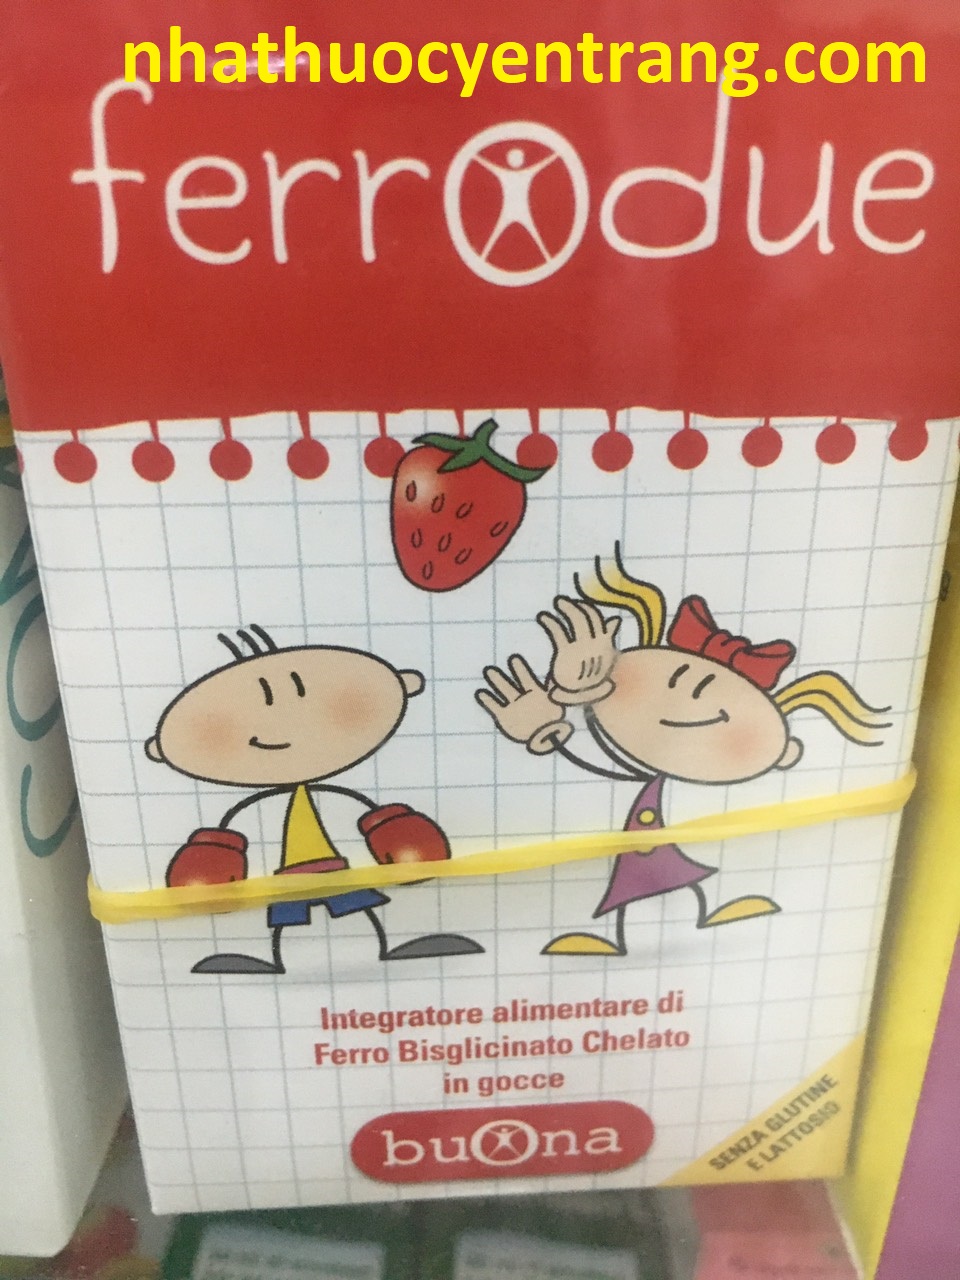 nhathuocyentrang.com
ferrodue
Integratore alimentare di
Ferro Bisglicinato Chelato
in gocce
buona
SENZA GLUTINE
E LATTOSIO